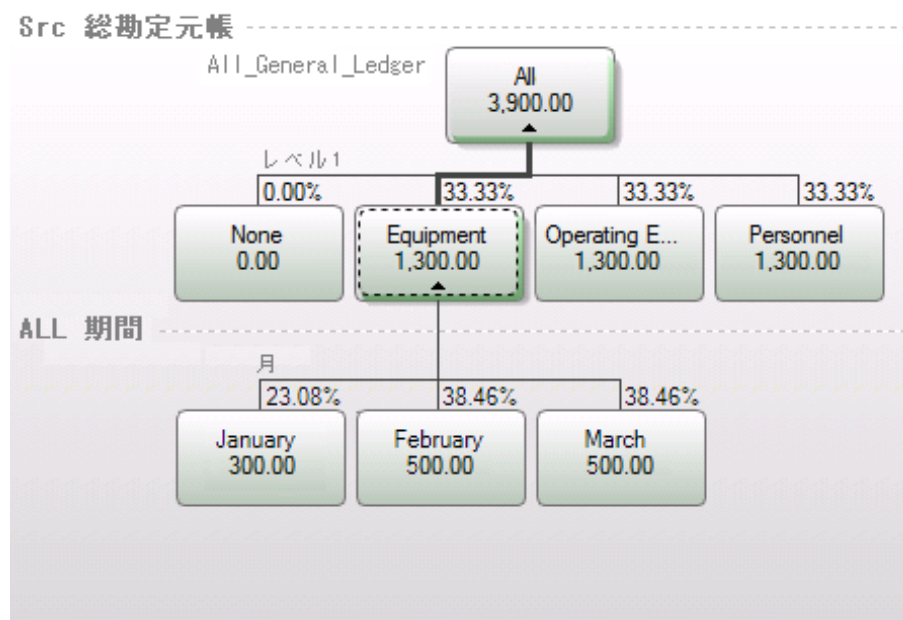 Src 総勘定元帳
All_General_Ledger
All
3,900.00
レベル1
0.00%
33.33%
33.33%
33.33%
None
0.00
Equipment
1,300.00
Operating E...
1,300.00
Personnel
1,300.00
ALL 期間
月
23.08%
38.46%
38.46%
January
300.00
February
500.00
March
500.00